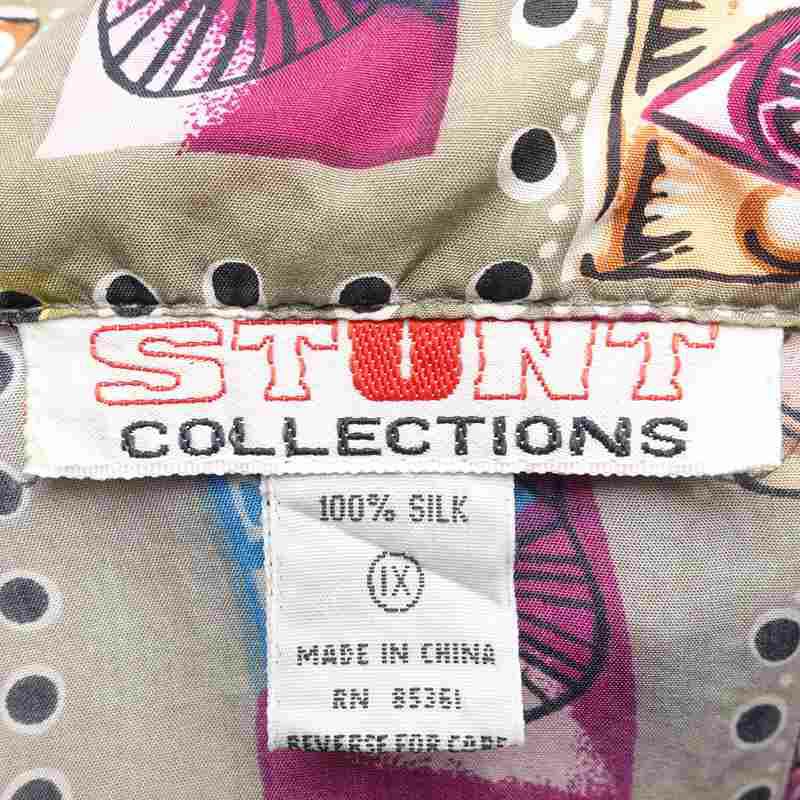 STUNT
COLLECTIONS
100% SILK
1X
MADE IN CHINA
RN 85361
REVERSE FOR CARE